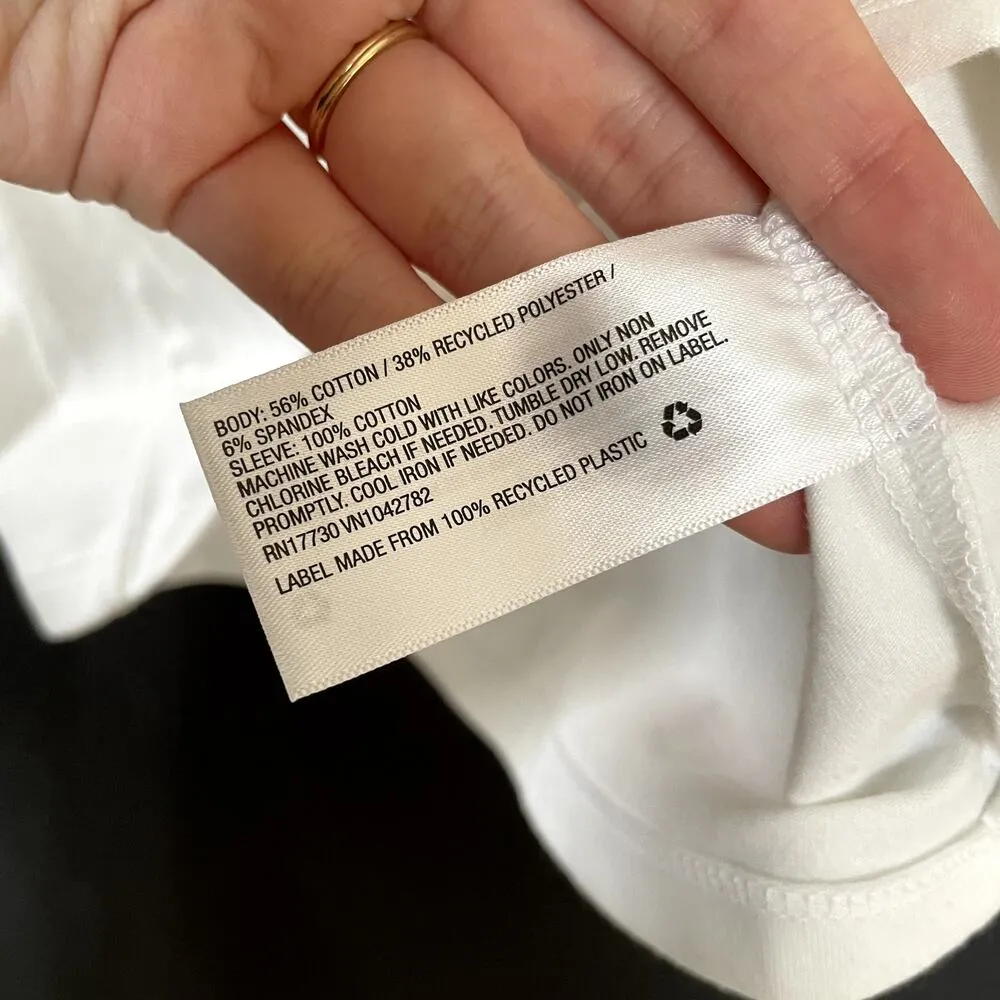 BODY: 56% COTTON / 38% RECYCLED POLYESTER /
6% SPANDEX
SLEEVE: 100% COTTON
MACHINE WASH COLD WITH LIKE COLORS. ONLY NON
CHLORINE BLEACH IF NEEDED. TUMBLE DRY LOW. REMOVE
PROMPTLY. COOL IRON IF NEEDED. DO NOT IRON ON LABEL.
RN17730 VN1042782
LABEL MADE FROM 100% RECYCLED PLASTIC